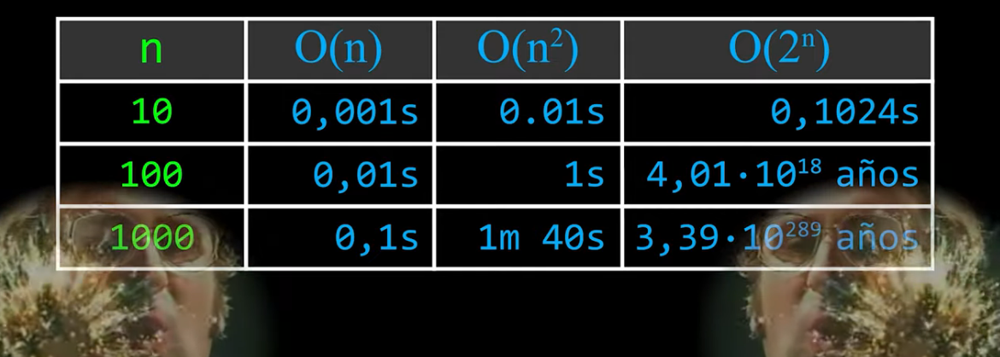 n O(n) O(n²) O(2ⁿ)
10 0,001s 0.01s 0,1024s
100 0,01s 1s 4,01·10¹⁸ años
1000 0,1s 1m 40s 3,39·10²⁸⁹ años